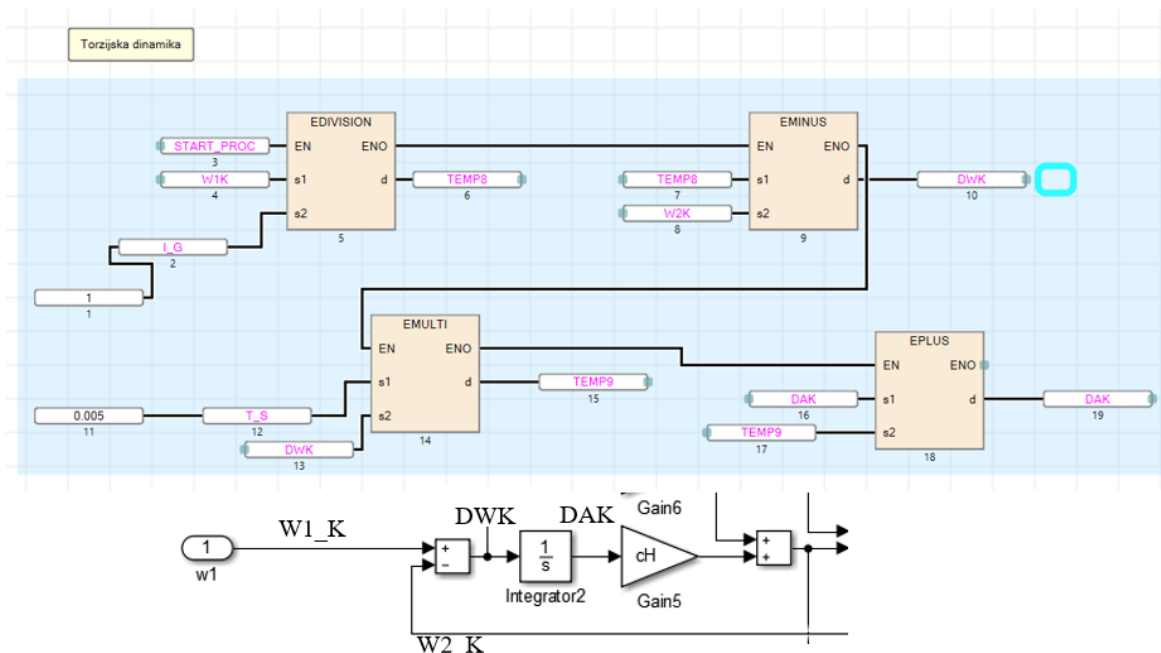 Torzijska dinamika
EDIVISION
EMINUS
START_PROC
EN
ENO
EN
ENO
3
W1K
s1
d
TEMP8
TEMP8
s1
d
DWK
4
6
7
10
s2
W2K
s2
5
8
9
I_G
2
1
1
EMULTI
EPLUS
EN
ENO
EN
ENO
s1
d
TEMP9
DAK
s1
d
DAK
15
16
19
0.005
T_S
s2
TEMP9
s2
11
12
14
17
18
DWK
13
Gain6
W1_K
DWK
DAK
1
w1
+
−
1
s
Integrator2
cH
Gain5
+
+
W2_K